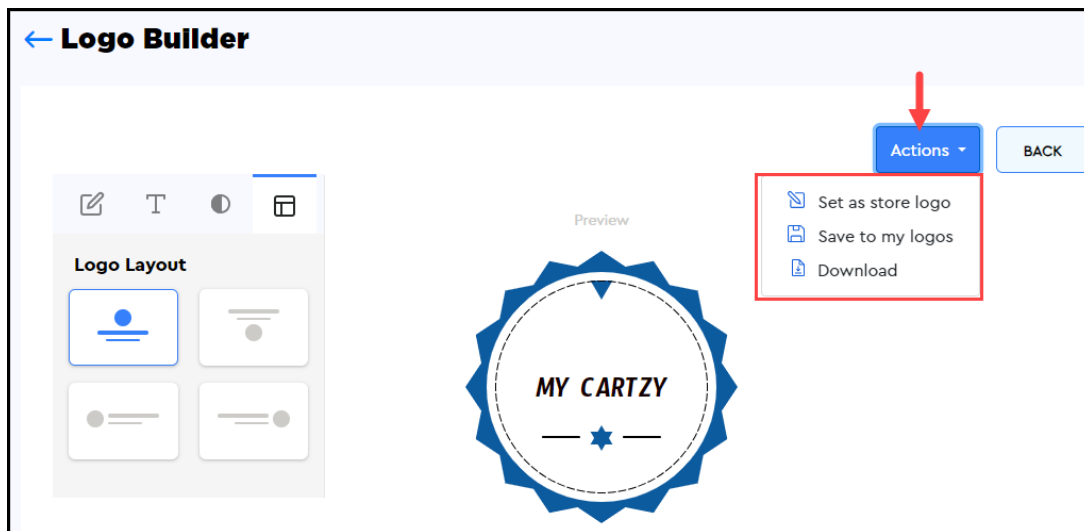 Logo Builder
Actions
BACK
Set as store logo
Save to my logos
Download
T
Preview
Logo Layout
MY CARTZY